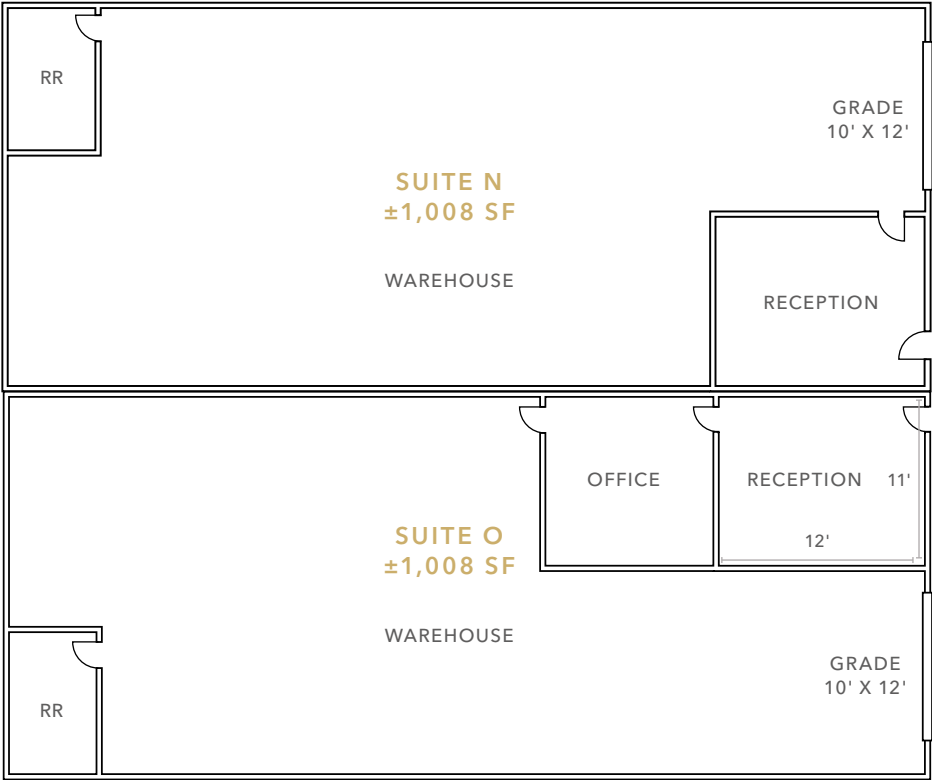 RR
GRADE
10' X 12'
SUITE N
±1,008 SF
WAREHOUSE
RECEPTION
OFFICE
RECEPTION
11'
12'
SUITE O
±1,008 SF
WAREHOUSE
GRADE
10' X 12'
RR